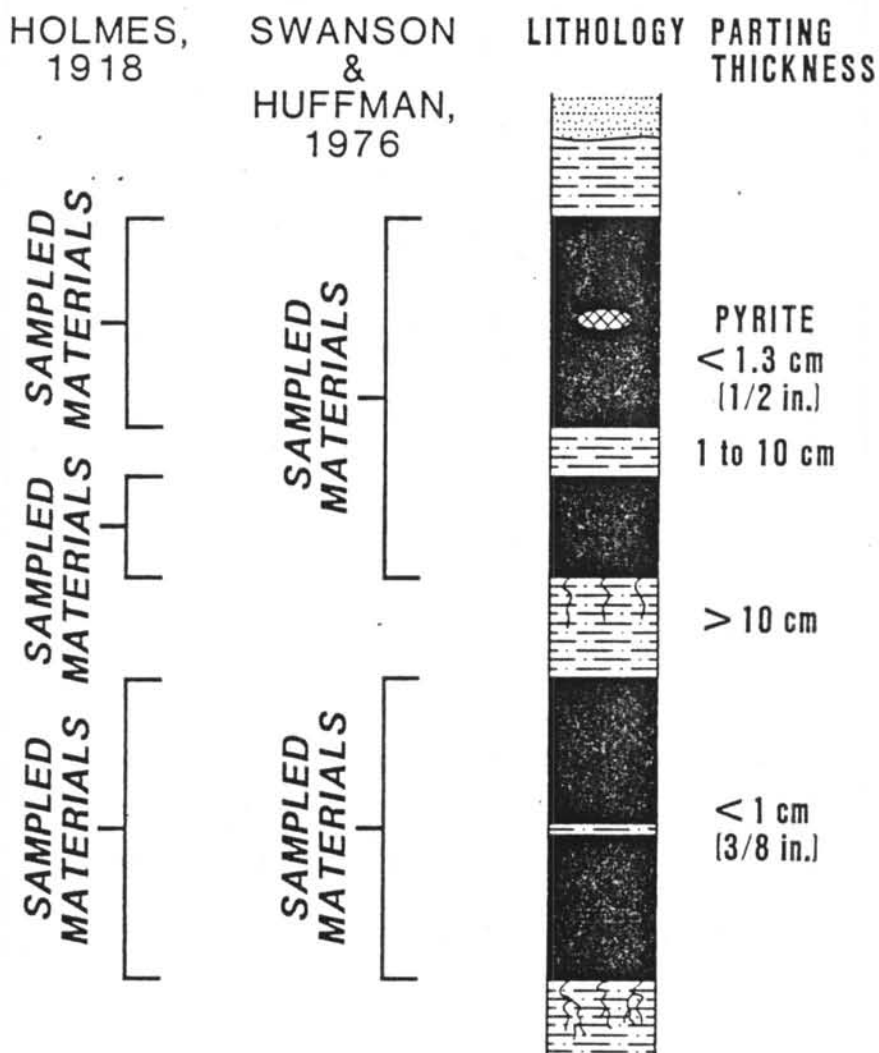 HOLMES,
1918
SWANSON
&
HUFFMAN,
1976
LITHOLOGY
PARTING
THICKNESS
SAMPLED
MATERIALS
SAMPLED
MATERIALS
SAMPLED
MATERIALS
SAMPLED
MATERIALS
SAMPLED
MATERIALS
PYRITE
< 1.3 cm
(1/2 in.)
1 to 10 cm
> 10 cm
< 1 cm
(3/8 in.)